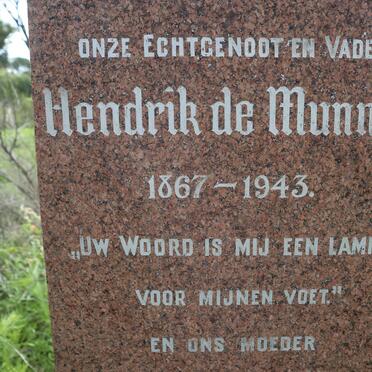 ONZE ECHTGENOOT EN VADE
Hendrik de Munn
1867 – 1943.
„UW WOORD IS MIJ EEN LAMP
VOOR MIJNEN VOET."
EN ONS MOEDER